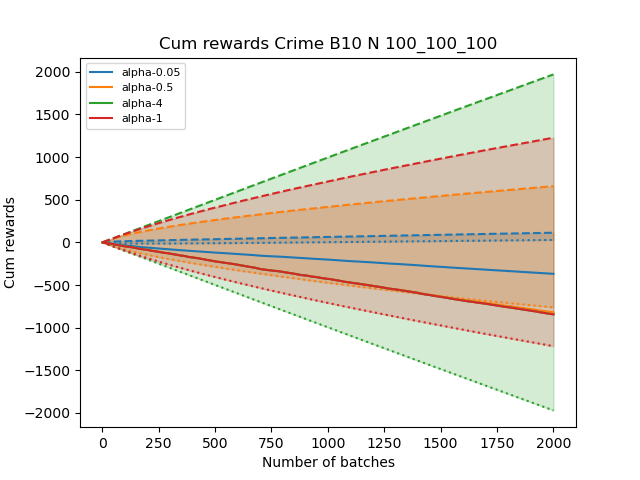 Cum rewards Crime B10 N 100_100_100
alpha-0.05
alpha-0.5
alpha-4
alpha-1
2000
1500
1000
500
0
−500
−1000
−1500
−2000
Cum rewards
0 250 500 750 1000 1250 1500 1750 2000
Number of batches